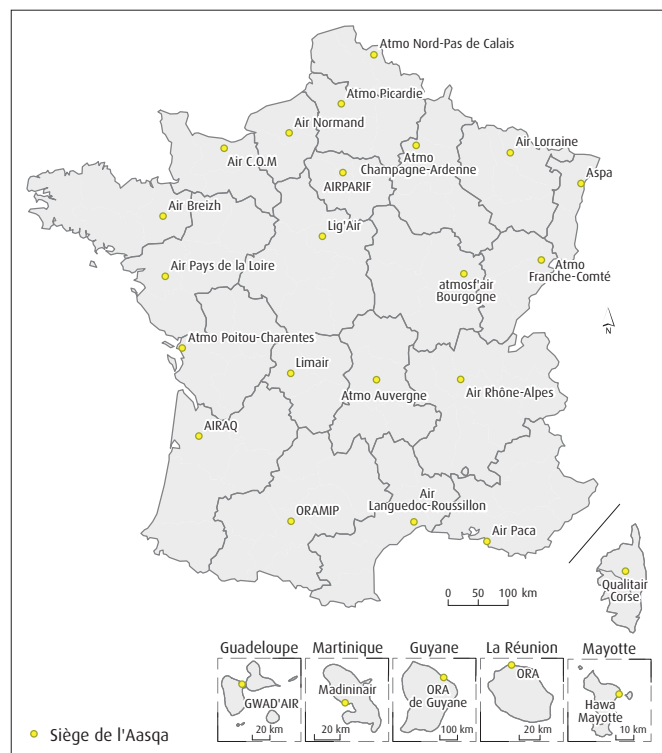 Atmo Nord-Pas de Calais
Atmo Picardie
Air Normand
Air C.O.M
AIRPARIF
Atmo
Champagne-Ardenne
Air Lorraine
Aspa
Air Breizh
Lig'Air
Air Pays de la Loire
atmosf'air
Bourgogne
Atmo
Franche-Comté
N
Atmo Poitou-Charentes
Limair
Atmo Auvergne
Air Rhône-Alpes
AIRAQ
ORAMIP
Air
Languedoc-Roussillon
Air Paca
Qualitair
Corse
0 50 100 km
Guadeloupe
GWAD'AIR
20 km
Martinique
Madininair
20 km
Guyane
ORA
de Guyane
100 km
La Réunion
ORA
20 km
Mayotte
Hawa
Mayotte
10 km
Siège de l'Aasqa